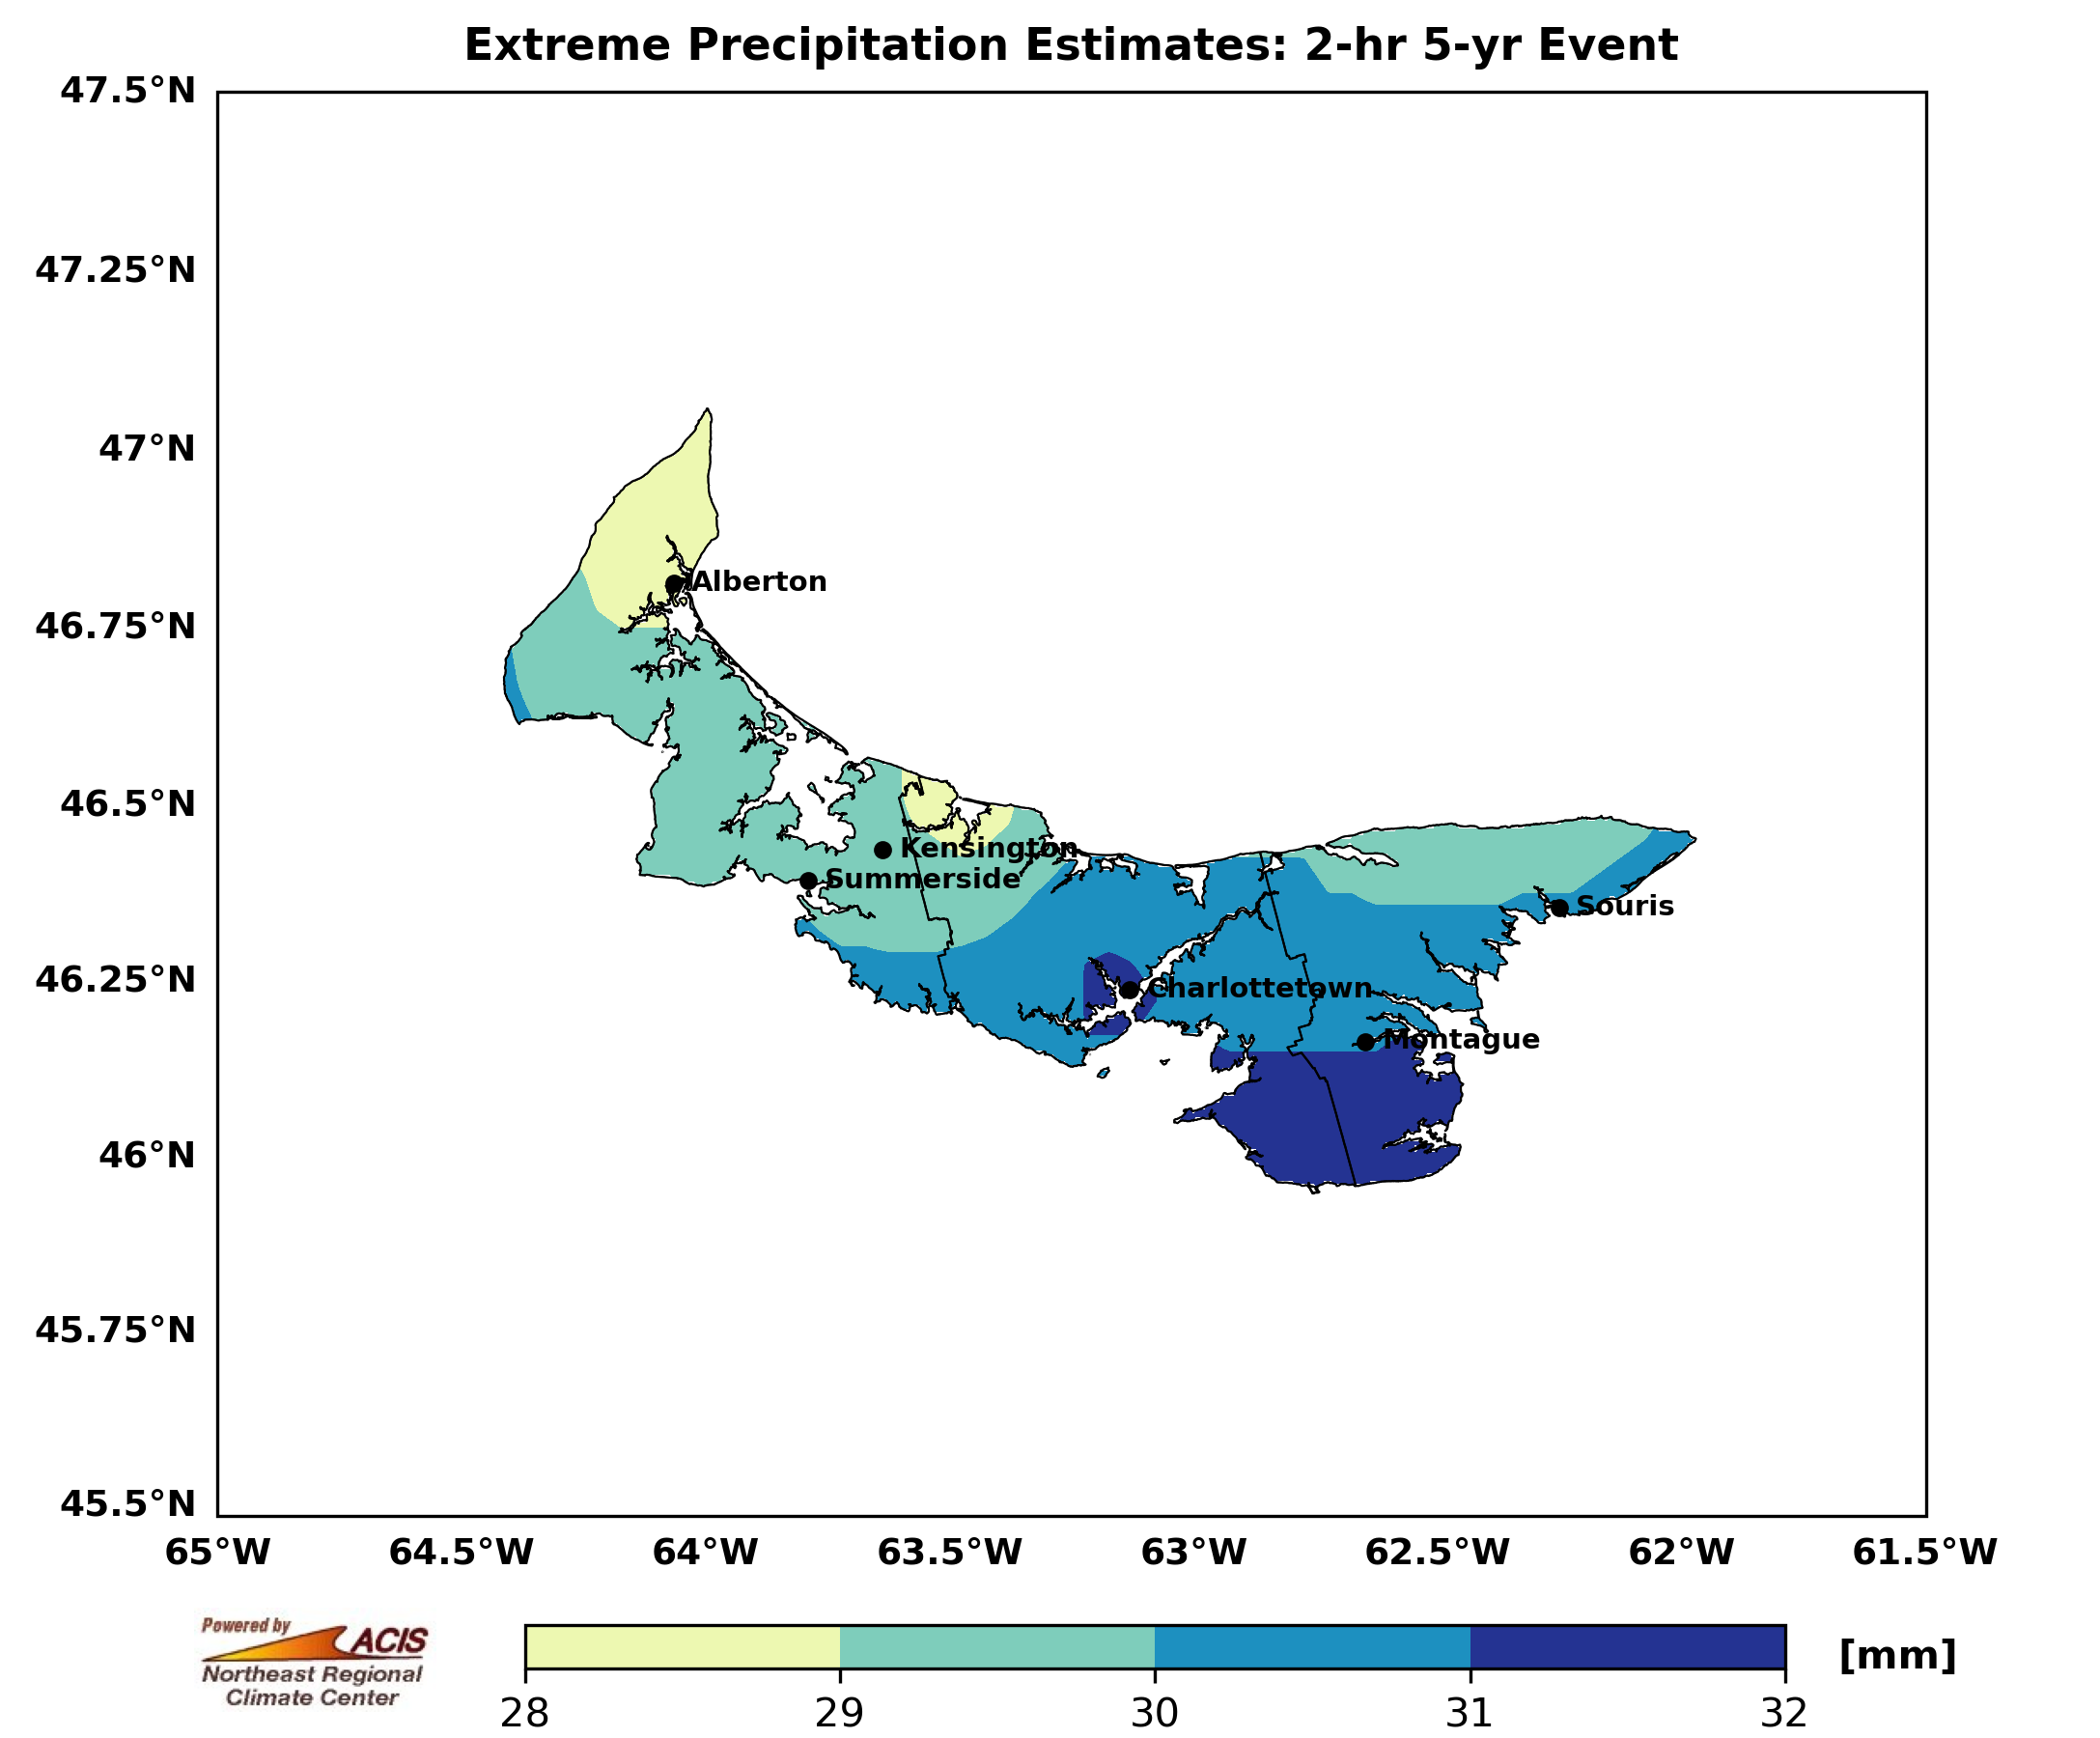 Extreme Precipitation Estimates: 2-hr 5-yr Event
47.5°N
47.25°N
47°N
46.75°N
46.5°N
46.25°N
46°N
45.75°N
45.5°N
Alberton
Kensington
Summerside
Souris
Charlottetown
Montague
65°W 64.5°W 64°W 63.5°W 63°W 62.5°W 62°W 61.5°W
Powered by
ACIS
Northeast Regional
Climate Center
[mm]
28 29 30 31 32